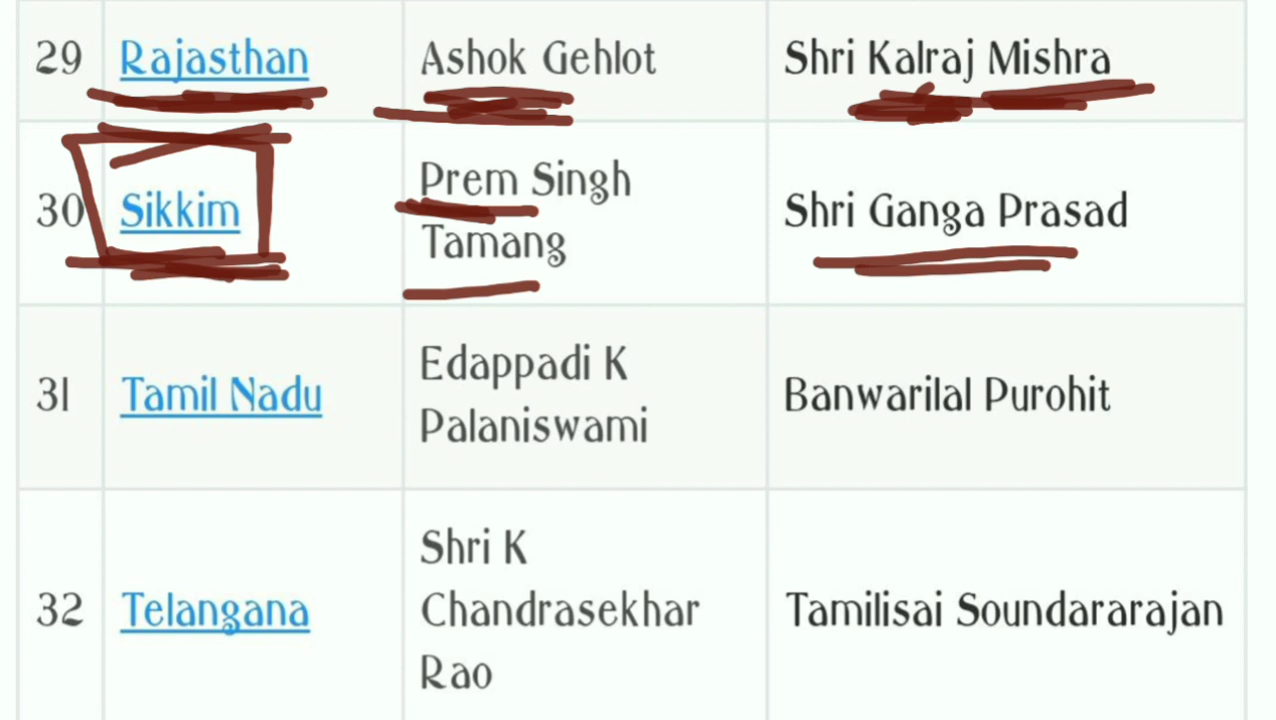 29 Rajasthan Ashok Gehlot Shri Kalraj Mishra
30 Sikkim Prem Singh Tamang Shri Ganga Prasad
31 Tamil Nadu Edappadi K Palaniswami Banwarilal Purohit
32 Telangana Shri K Chandrasekhar Rao Tamilisai Soundararajan